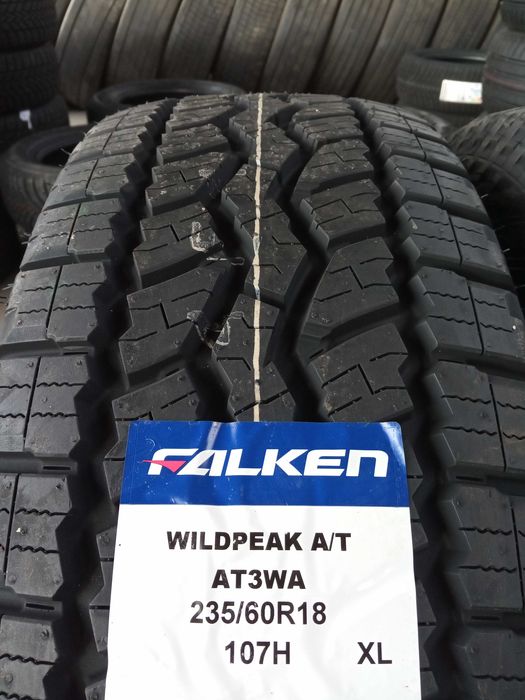 FALKEN
WILDPEAK A/T
AT3WA
235/60R18
107H XL